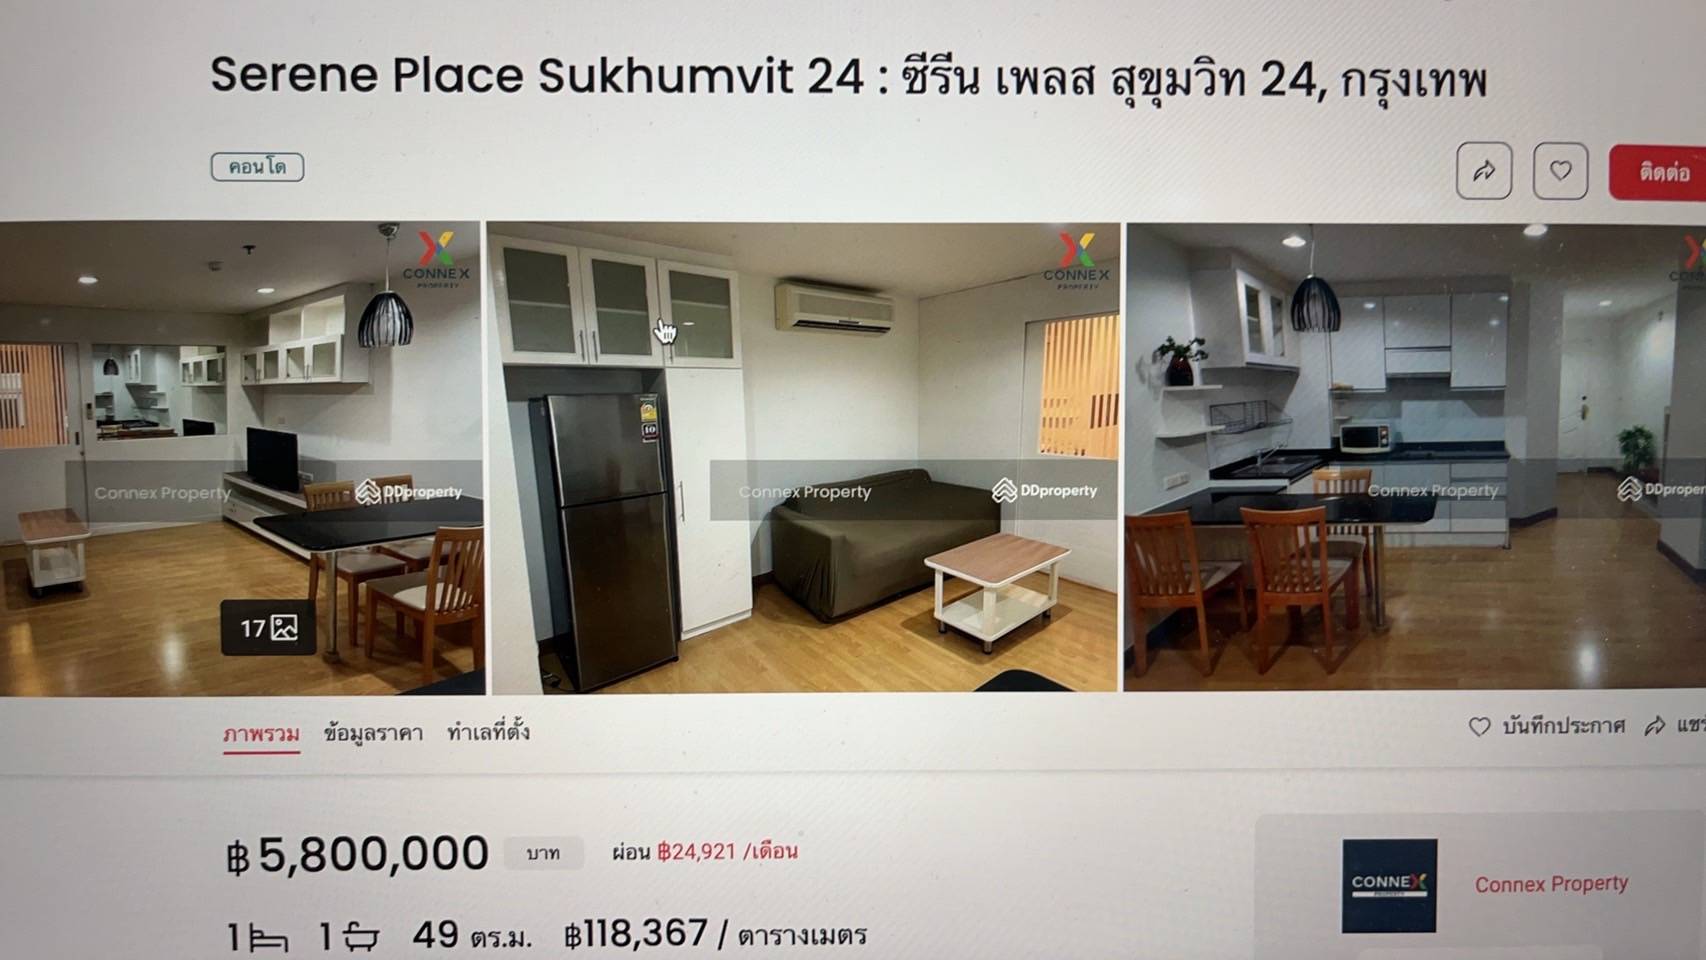 Serene Place Sukhumvit 24 : ซีรีน เพลส สุขุมวิท 24, กรุงเทพ
คอนโด
ติดต่อ
CONNEX
PROPERTY
CONNEX
PROPERTY
Connex Property
DDproperty
Connex Property
DDproperty
Connex Property
DDproper
10
17
ภาพรวม ข้อมูลราคา ทำเลที่ตั้ง
บันทึกประกาศ
฿5,800,000 บาท ผ่อน ฿24,921 /เดือน
1 1 49 ตร.ม. ฿118,367 / ตารางเมตร
CONNEX
Connex Property